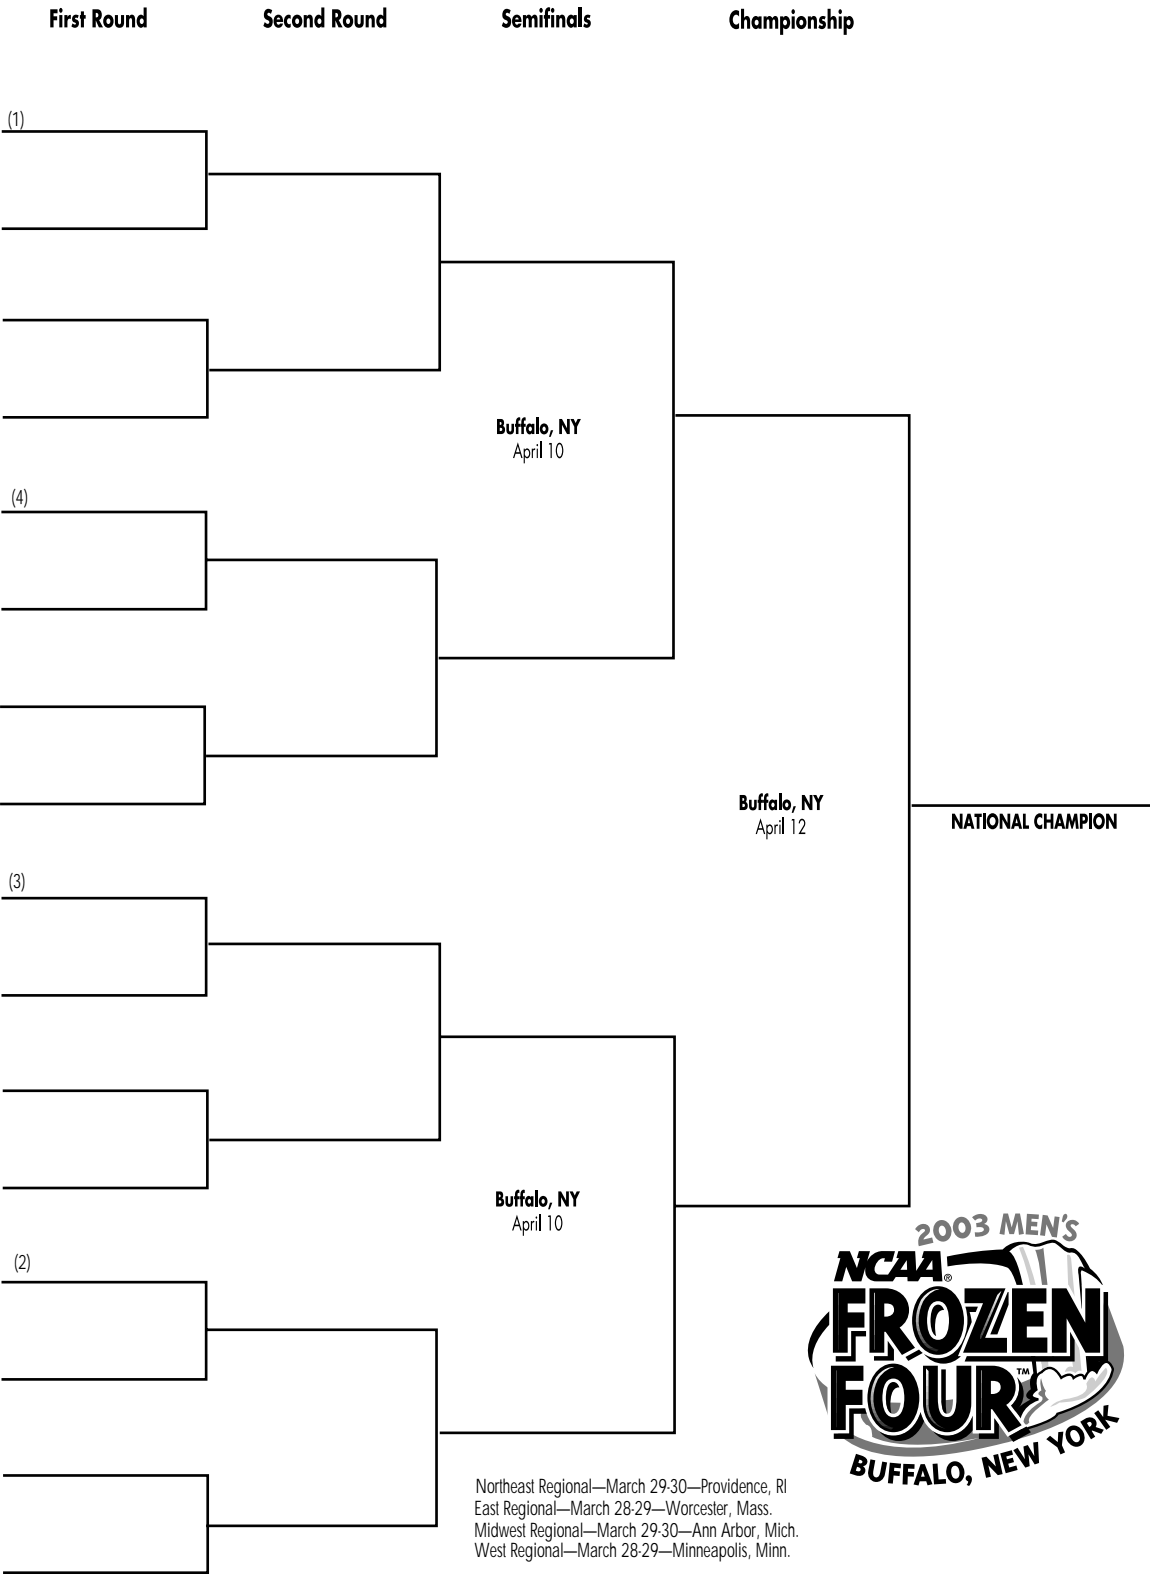 First Round
Second Round
Semifinals
Championship
(1)
Buffalo, NY
April 10
(4)
Buffalo, NY
April 12
NATIONAL CHAMPION
(3)
Buffalo, NY
April 10
(2)
2003 MEN'S
NCAA®
FROZEN
FOUR™
BUFFALO, NEW YORK
Northeast Regional—March 29-30—Providence, RI
East Regional—March 28-29—Worcester, Mass.
Midwest Regional—March 29-30—Ann Arbor, Mich.
West Regional—March 28-29—Minneapolis, Minn.